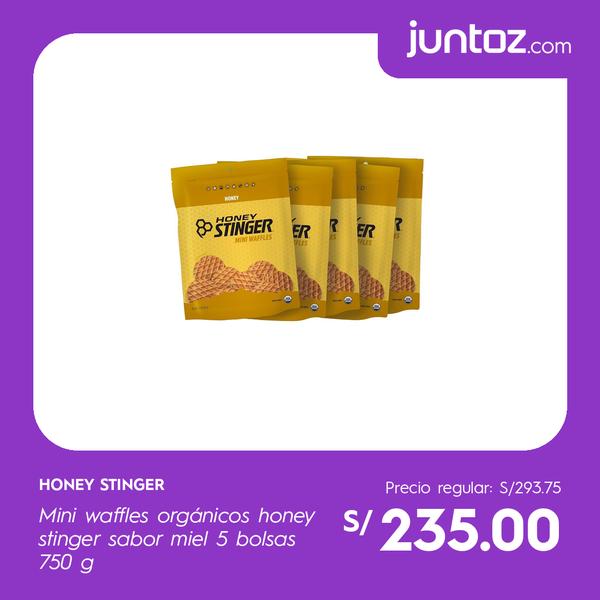 juntoz.com
HONEY
HONEY
STINGER
MINI WAFFLES
HONEY STINGER
Mini waffles orgánicos honey
stinger sabor miel 5 bolsas
750 g
Precio regular: S/293.75
S/ 235.00